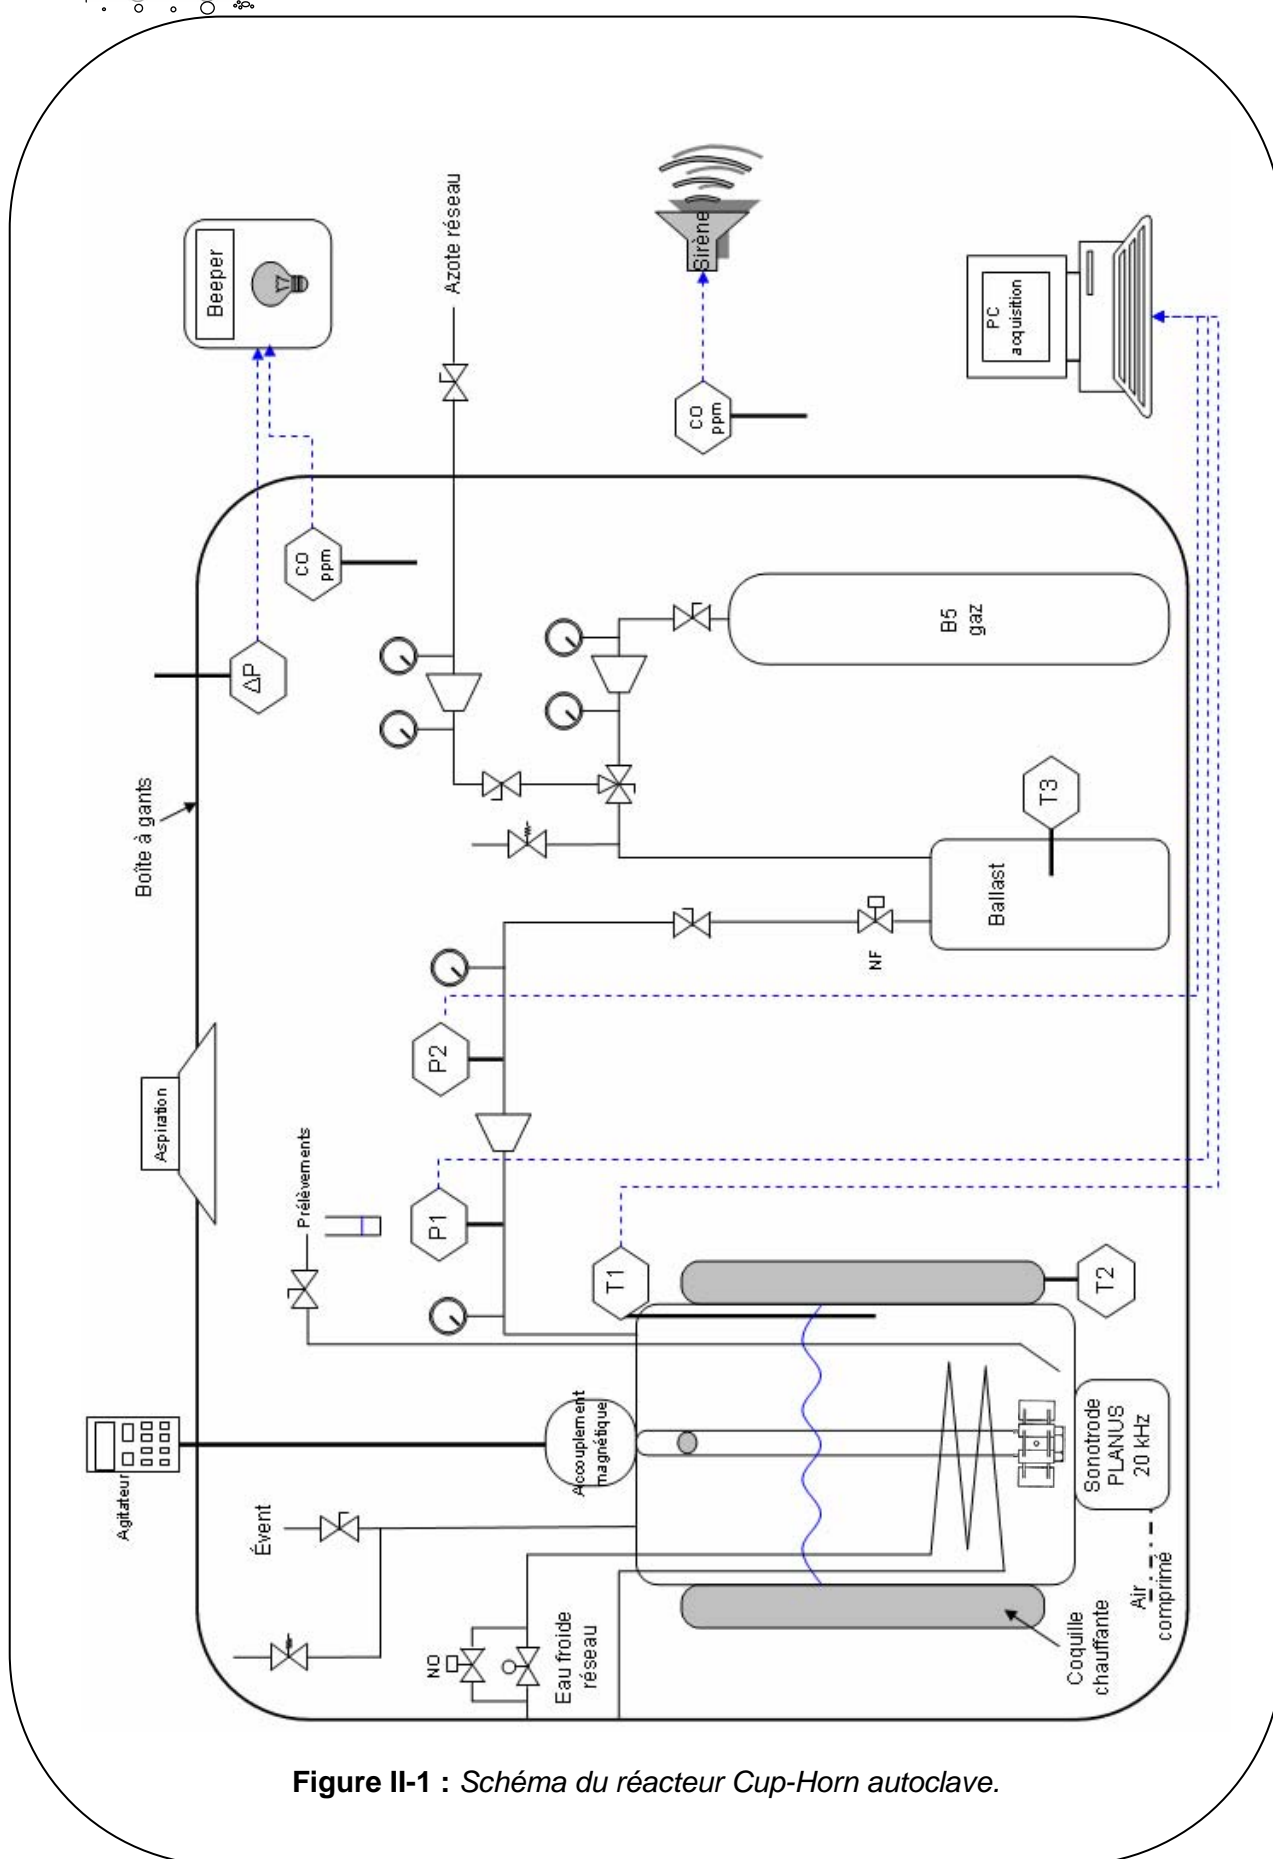 Beeper
Azote réseau
Sirène
PC
acquisition
CO
ppm
CO
ppm
ΔP
B5
gaz
Boîte à gants
T3
Ballast
NF
Aspiration
P2
Prélèvements
P1
T1
T2
Agitateur
Accouplement
magnétique
Sonotrode
PLANUS
20 kHz
Évent
Air
comprimé
NO
Eau froide
réseau
Coquille
chauffante
Figure II-1 : Schéma du réacteur Cup-Horn autoclave.